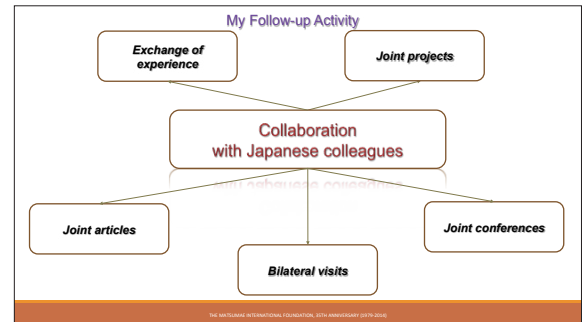 My Follow-up Activity
Exchange of
experience
Joint projects
Collaboration
with Japanese colleagues
Joint articles
Joint conferences
Bilateral visits
THE MATSUMAE INTERNATIONAL FOUNDATION, 35TH ANNIVERSARY (1979-2014)